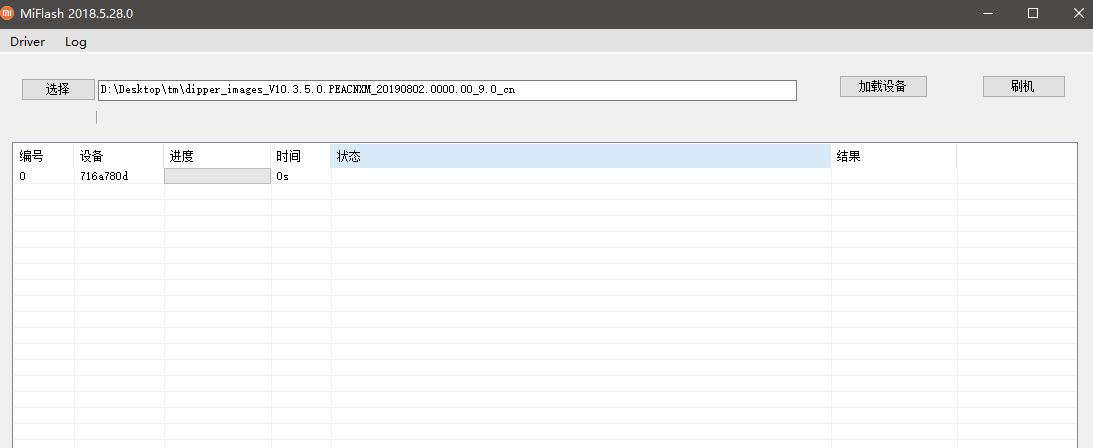 MiFlash 2018.5.28.0
Driver Log
选择 D:\Desktop\tm\dipper_images_V10.3.5.0.PEACNXM_20190802.0000.00_9.0_cn 加载设备 刷机
编号 设备 进度 时间 状态 结果
0 716a780d 0s